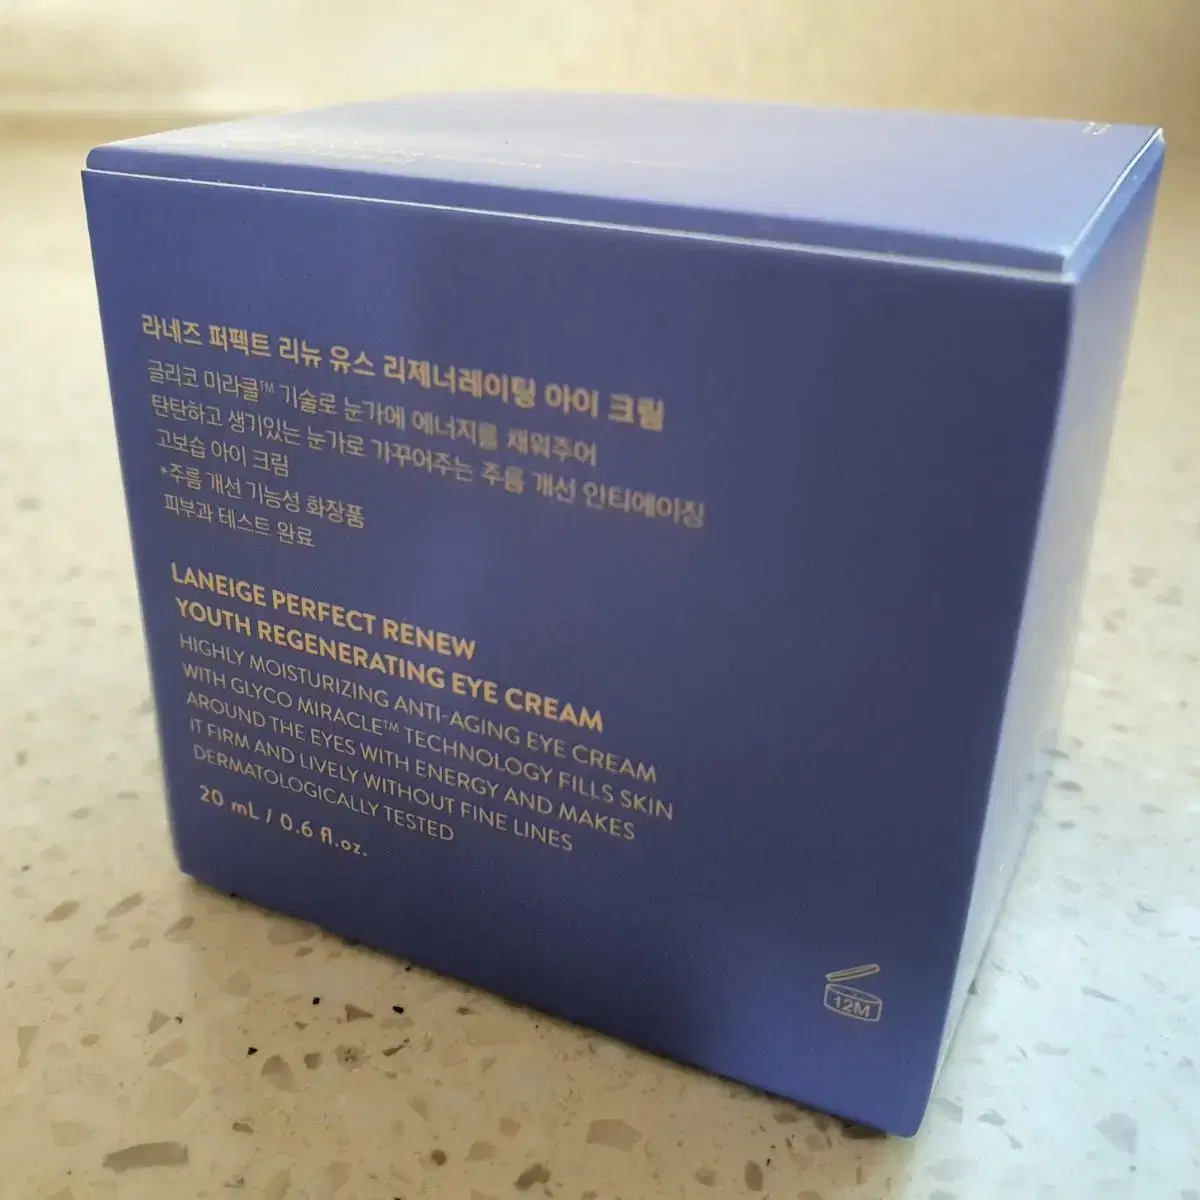 라네즈 퍼펙트 리뉴 유스 리제너레이팅 아이 크림
글리코 미라클™ 기술로 눈가에 에너지를 채워주어
탄탄하고 생기있는 눈가로 가꾸어주는 주름 개선 안티에이징
고보습 아이 크림
*주름 개선 기능성 화장품
피부과 테스트 완료
LANEIGE PERFECT RENEW
YOUTH REGENERATING EYE CREAM
HIGHLY MOISTURIZING ANTI-AGING EYE CREAM
WITH GLYCO MIRACLE™ TECHNOLOGY FILLS SKIN
AROUND THE EYES WITH ENERGY AND MAKES
IT FIRM AND LIVELY WITHOUT FINE LINES
DERMATOLOGICALLY TESTED
20 mL / 0.6 fl.oz.
12M